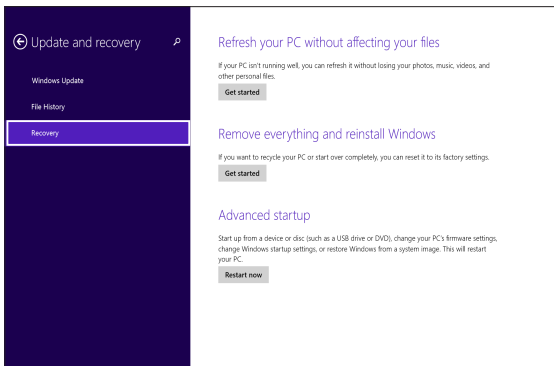 Update and recovery
Windows Update
File History
Recovery
Refresh your PC without affecting your files
If your PC isn't running well, you can refresh it without losing your photos, music, videos, and
other personal files.
Get started
Remove everything and reinstall Windows
If you want to recycle your PC or start over completely, you can reset it to its factory settings.
Get started
Advanced startup
Start up from a device or disc (such as a USB drive or DVD), change your PC's firmware settings,
change Windows startup settings, or restore Windows from a system image. This will restart
your PC.
Restart now